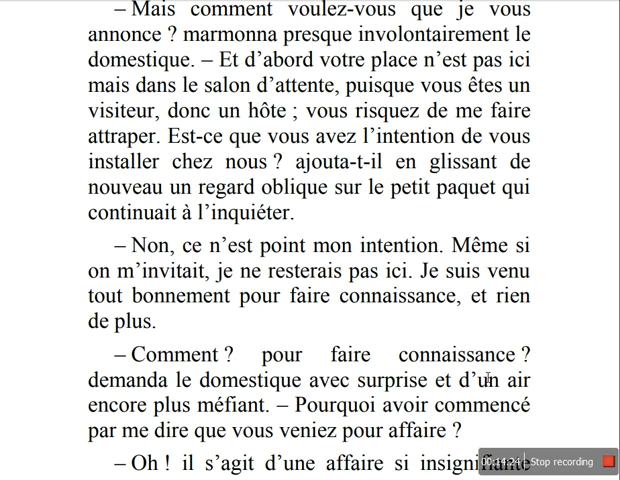 – Mais comment voulez-vous que je vous
annonce ? marmonna presque involontairement le
domestique. – Et d’abord votre place n’est pas ici
mais dans le salon d’attente, puisque vous êtes un
visiteur, donc un hôte ; vous risquez de me faire
attraper. Est-ce que vous avez l’intention de vous
installer chez nous ? ajouta-t-il en glissant de
nouveau un regard oblique sur le petit paquet qui
continuait à l’inquiéter.
– Non, ce n’est point mon intention. Même si
on m’invitait, je ne resterais pas ici. Je suis venu
tout bonnement pour faire connaissance, et rien
de plus.
– Comment ? pour faire connaissance ?
demanda le domestique avec surprise et d’un air
encore plus méfiant. – Pourquoi avoir commencé
par me dire que vous veniez pour affaire ?
– Oh ! il s’agit d’une affaire si insignifiante
00:14:24 Stop recording